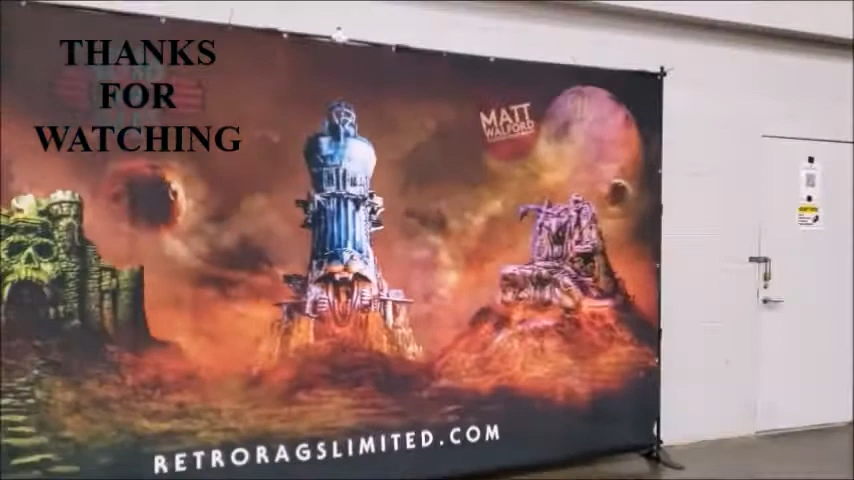 THANKS
FOR
WATCHING
MATT
WALFORD
RETRORAGSLIMITED.COM